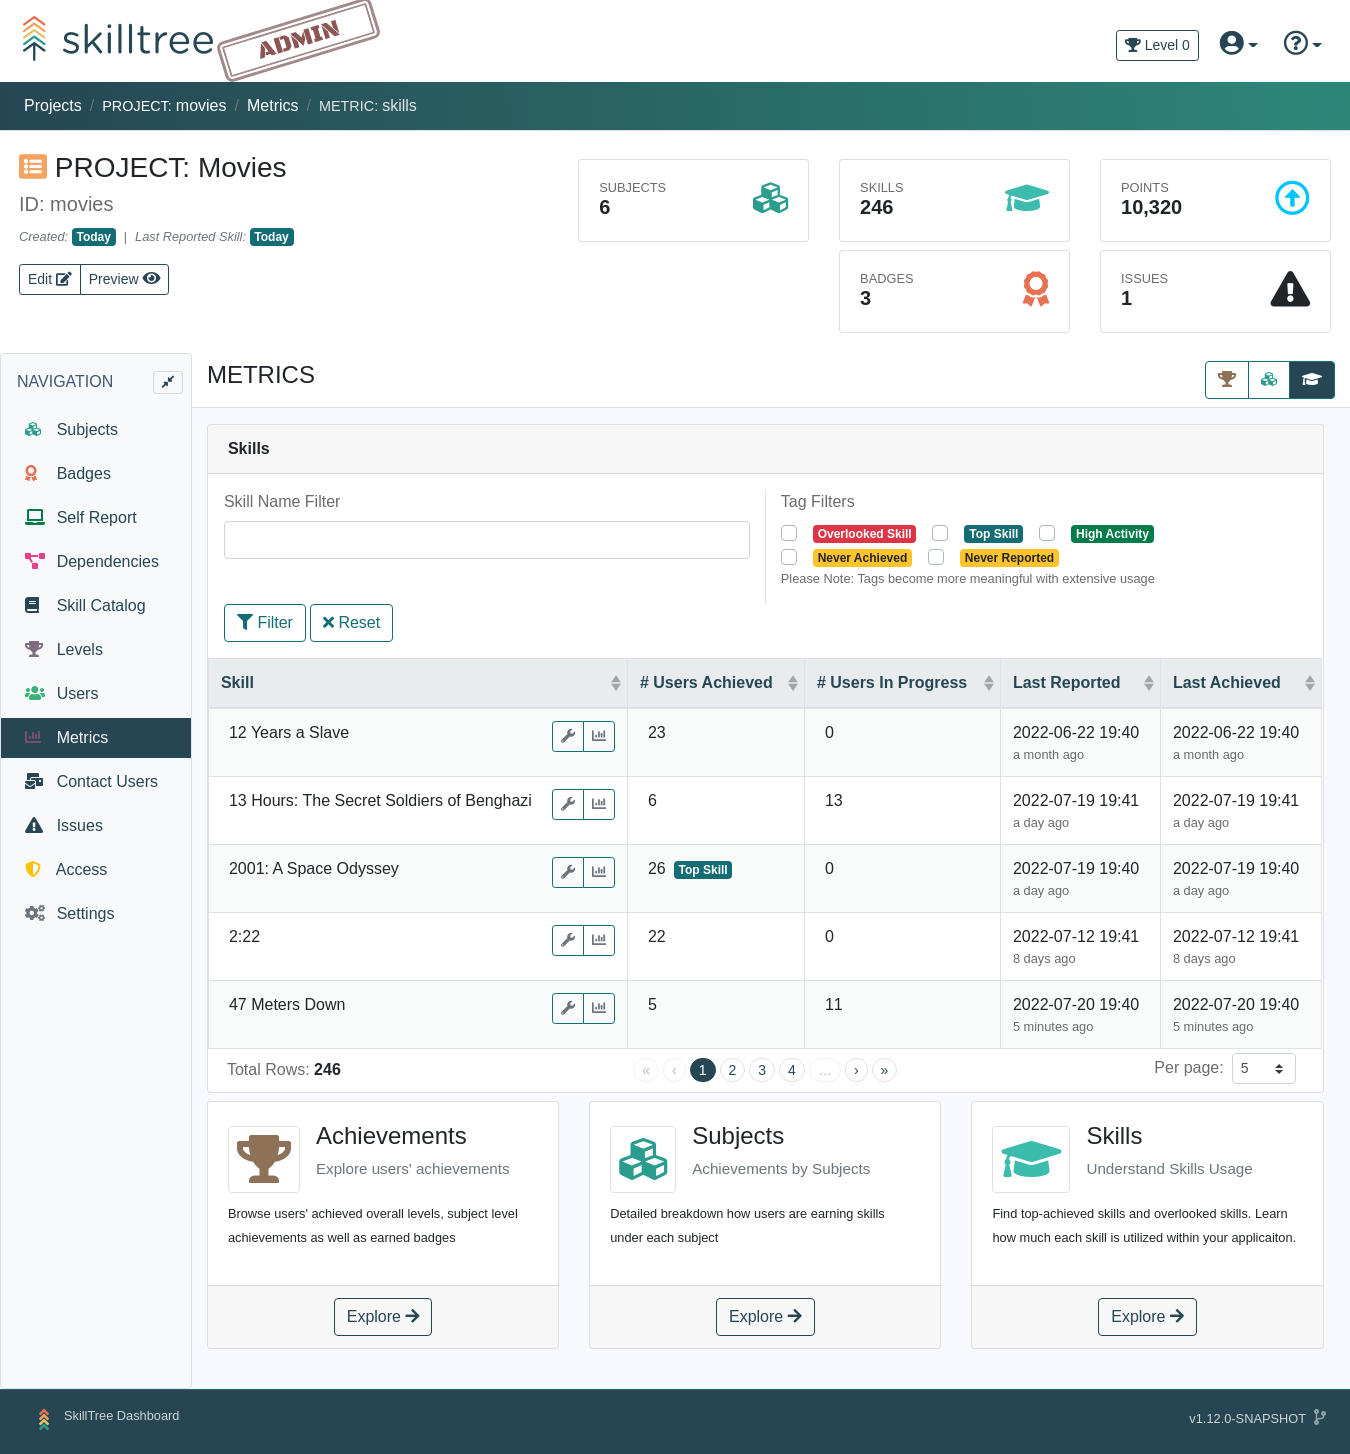 skilltree ADMIN
Level 0
Projects / PROJECT: movies / Metrics / METRIC: skills
PROJECT: Movies
ID: movies
Created: Today | Last Reported Skill: Today
Edit Preview
SUBJECTS
6
SKILLS
246
POINTS
10,320
BADGES
3
ISSUES
1
NAVIGATION
Subjects
Badges
Self Report
Dependencies
Skill Catalog
Levels
Users
Metrics
Contact Users
Issues
Access
Settings
METRICS
Skills
Skill Name Filter
Tag Filters
Overlooked Skill Top Skill High Activity
Never Achieved Never Reported
Please Note: Tags become more meaningful with extensive usage
Filter Reset
Skill # Users Achieved # Users In Progress Last Reported Last Achieved
12 Years a Slave 23 0 2022-06-22 19:40 2022-06-22 19:40
a month ago a month ago
13 Hours: The Secret Soldiers of Benghazi 6 13 2022-07-19 19:41 2022-07-19 19:41
a day ago a day ago
2001: A Space Odyssey 26 Top Skill 0 2022-07-19 19:40 2022-07-19 19:40
a day ago a day ago
2:22 22 0 2022-07-12 19:41 2022-07-12 19:41
8 days ago 8 days ago
47 Meters Down 5 11 2022-07-20 19:40 2022-07-20 19:40
5 minutes ago 5 minutes ago
Total Rows: 246 « ‹ 1 2 3 4 … › » Per page: 5
Achievements
Explore users' achievements
Browse users' achieved overall levels, subject level
achievements as well as earned badges
Explore
Subjects
Achievements by Subjects
Detailed breakdown how users are earning skills
under each subject
Explore
Skills
Understand Skills Usage
Find top-achieved skills and overlooked skills. Learn
how much each skill is utilized within your applicaiton.
Explore
SkillTree Dashboard
v1.12.0-SNAPSHOT